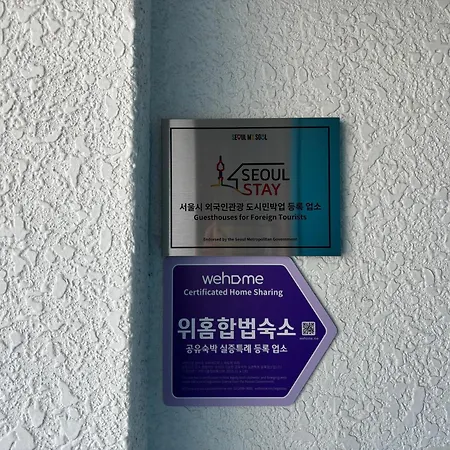 SEOUL MY SOUL
SEOUL
STAY
서울시 외국인관광 도시민박업 등록 업소
Guesthouses for Foreign Tourists
Endorsed by the Seoul Metropolitan Government
wehome
Certificated Home Sharing
위홈합법숙소
공유숙박 실증특례 등록 업소